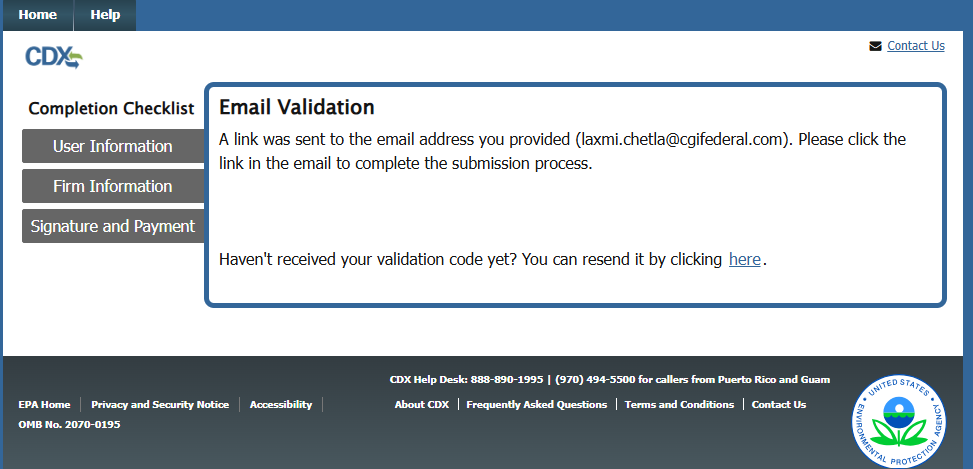 Home Help
CDX
Contact Us
Completion Checklist
User Information
Firm Information
Signature and Payment
Email Validation
A link was sent to the email address you provided (laxmi.chetla@cgifederal.com). Please click the
link in the email to complete the submission process.
Haven't received your validation code yet? You can resend it by clicking here.
CDX Help Desk: 888-890-1995 | (970) 494-5500 for callers from Puerto Rico and Guam
EPA Home Privacy and Security Notice Accessibility About CDX Frequently Asked Questions Terms and Conditions Contact Us
OMB No. 2070-0195
UNITED STATES
ENVIRONMENTAL PROTECTION AGENCY